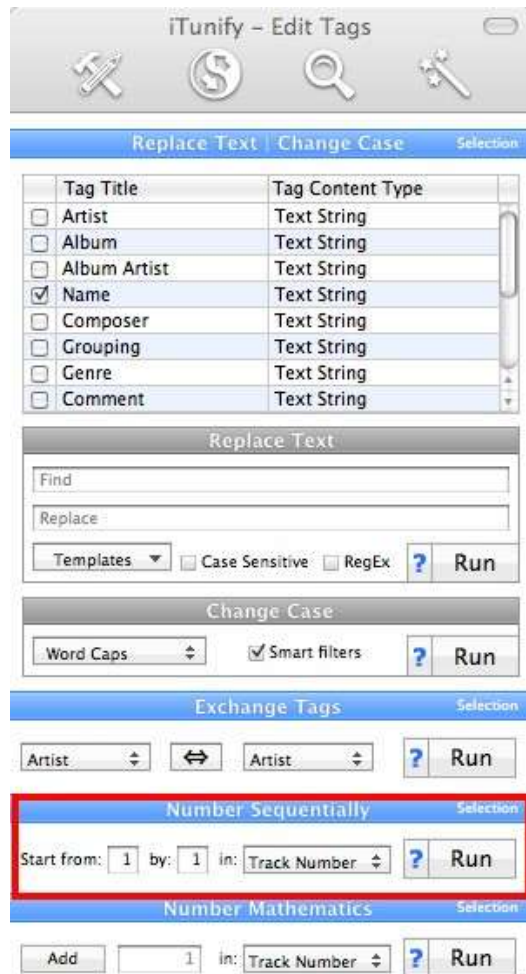 iTunify – Edit Tags
Replace Text | Change Case Selection
Tag Title Tag Content Type
Artist Text String
Album Text String
Album Artist Text String
Name Text String
Composer Text String
Grouping Text String
Genre Text String
Comment Text String
Replace Text
Find
Replace
Templates Case Sensitive RegEx ? Run
Change Case
Word Caps Smart filters ? Run
Exchange Tags Selection
Artist Artist ? Run
Number Sequentially Selection
Start from: 1 by: 1 in: Track Number ? Run
Number Mathematics Selection
Add 1 in: Track Number ? Run